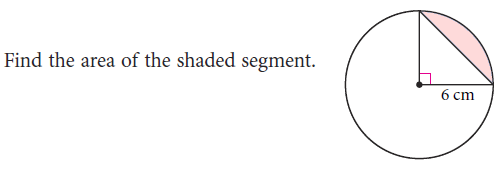 Find the area of the shaded segment.
6 cm